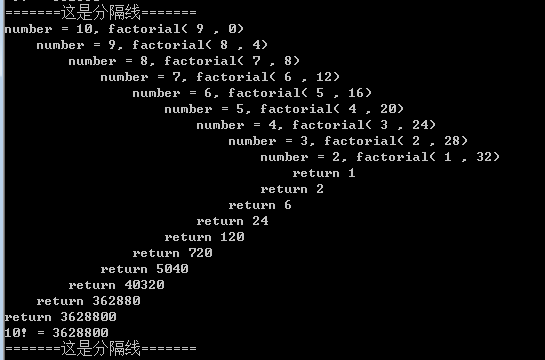 =======这是分隔线=======
number = 10, factorial( 9 , 0)
    number = 9, factorial( 8 , 4)
        number = 8, factorial( 7 , 8)
            number = 7, factorial( 6 , 12)
                number = 6, factorial( 5 , 16)
                    number = 5, factorial( 4 , 20)
                        number = 4, factorial( 3 , 24)
                            number = 3, factorial( 2 , 28)
                                number = 2, factorial( 1 , 32)
                                    return 1
                                return 2
                            return 6
                        return 24
                    return 120
                return 720
            return 5040
        return 40320
    return 362880
return 3628800
10! = 3628800
=======这是分隔线=======